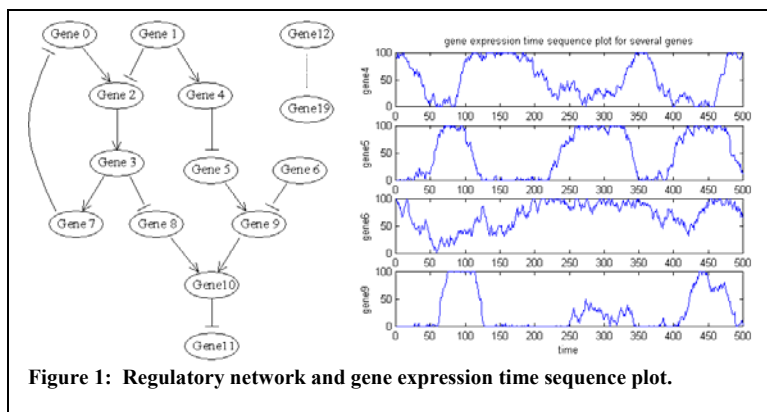 Gene 0
Gene 1
Gene12
Gene 2
Gene 4
Gene19
Gene 3
Gene 5
Gene 6
Gene 7
Gene 8
Gene 9
Gene10
Gene11
gene expression time sequence plot for several genes
gene4
100
50
0
0 50 100 150 200 250 300 350 400 450 500
gene5
100
50
0
0 50 100 150 200 250 300 350 400 450 500
gene6
100
50
0
0 50 100 150 200 250 300 350 400 450 500
gene9
100
50
0
0 50 100 150 200 250 300 350 400 450 500
time
Figure 1: Regulatory network and gene expression time sequence plot.